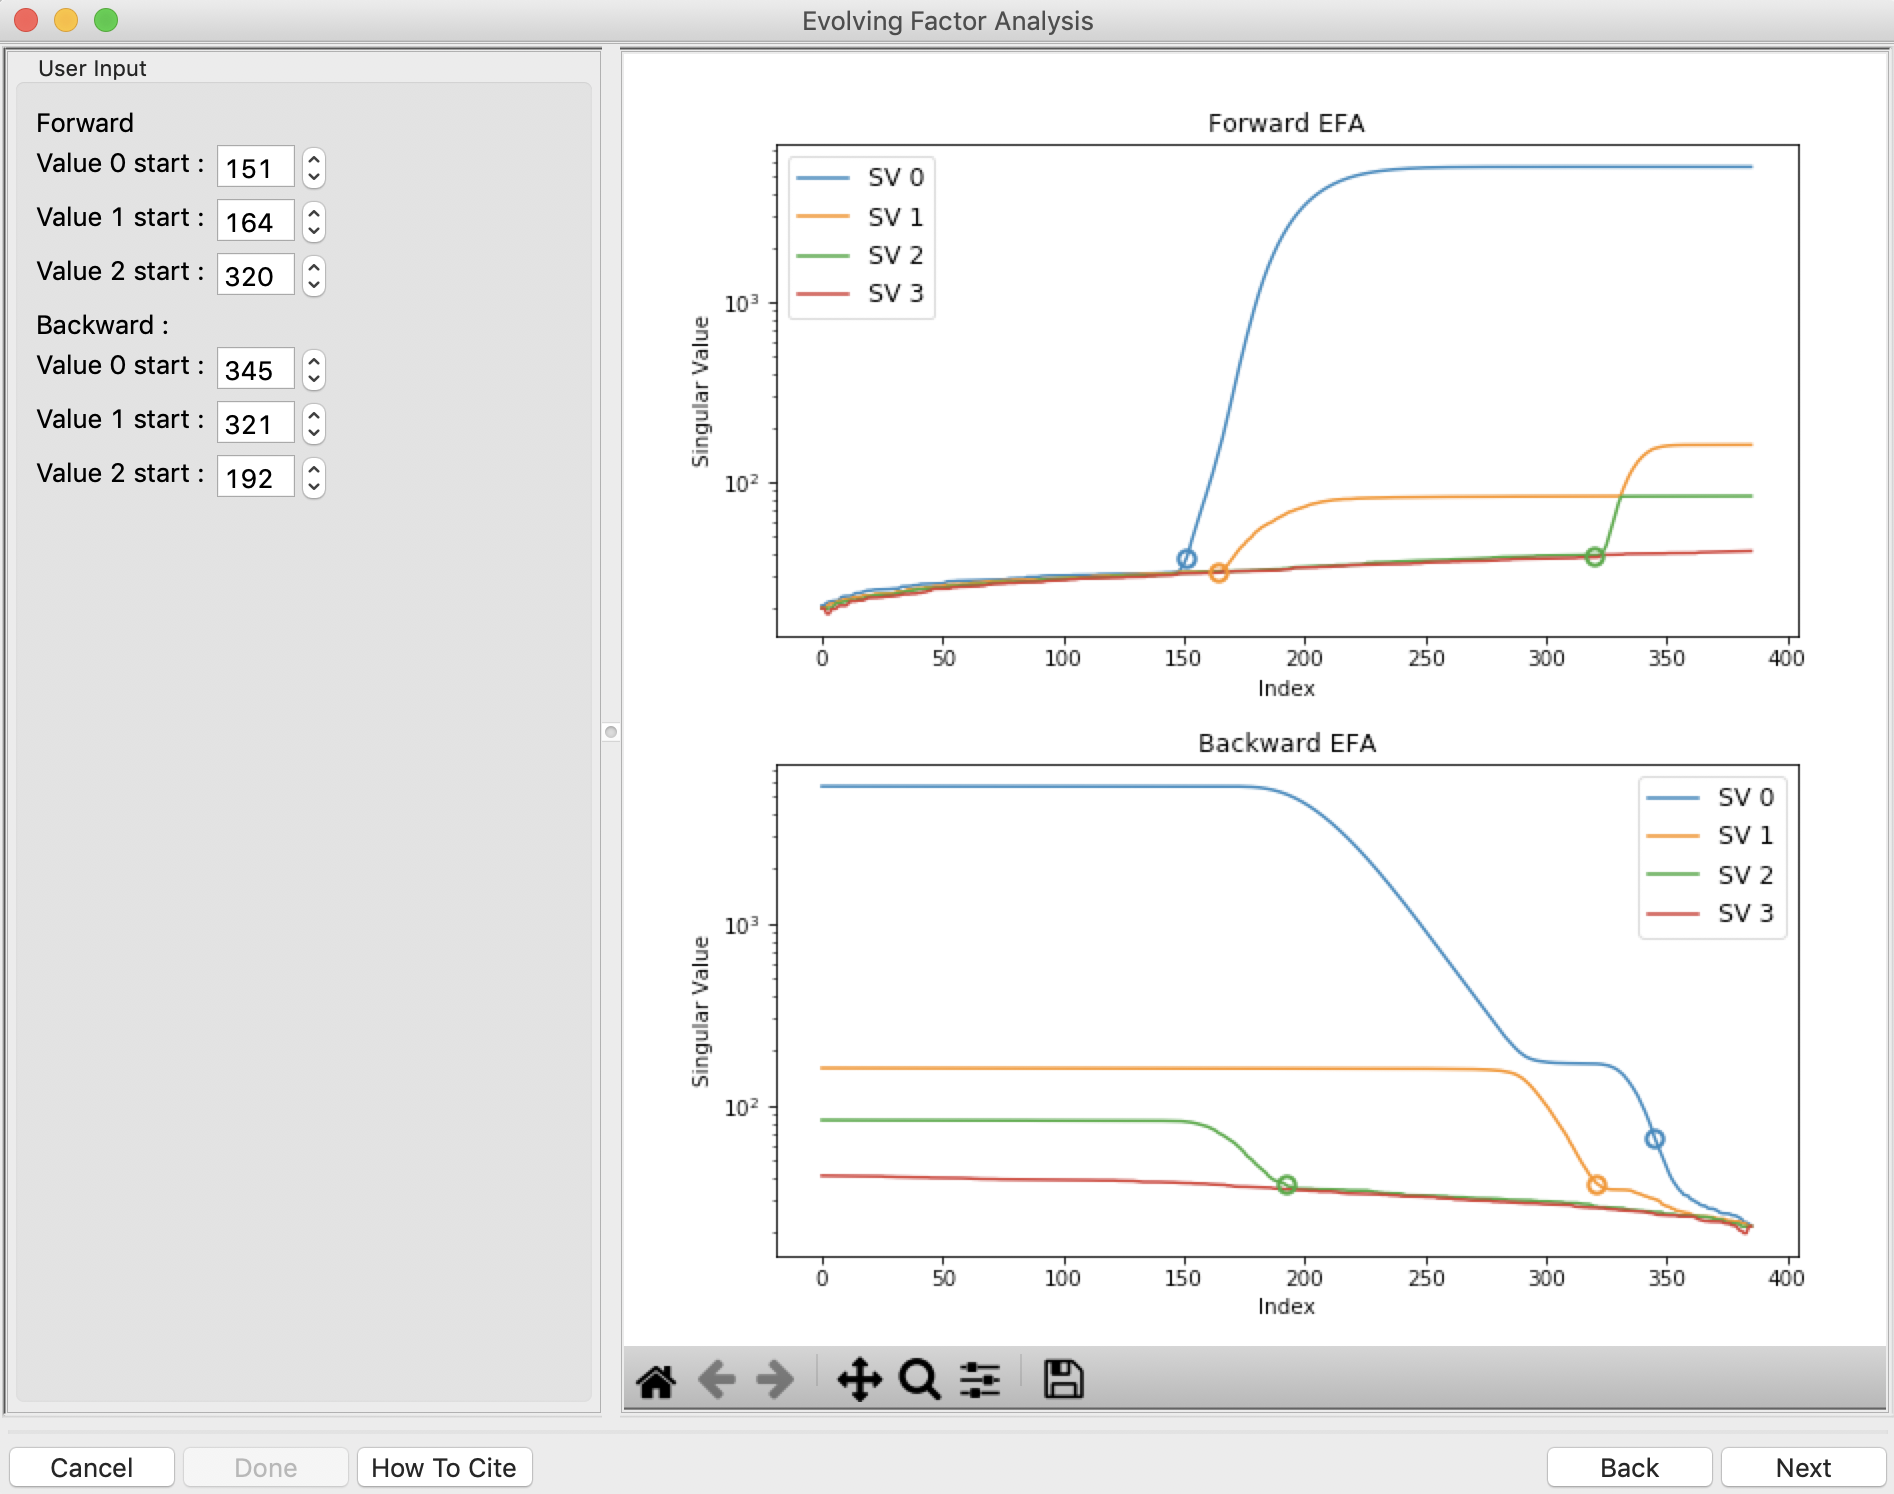 Evolving Factor Analysis
User Input
Forward
Value 0 start : 151
Value 1 start : 164
Value 2 start : 320
Backward :
Value 0 start : 345
Value 1 start : 321
Value 2 start : 192
Forward EFA
SV 0
SV 1
SV 2
SV 3
10³
10²
Singular Value
0 50 100 150 200 250 300 350 400
Index
Backward EFA
SV 0
SV 1
SV 2
SV 3
10³
10²
Singular Value
0 50 100 150 200 250 300 350 400
Index
Cancel Done How To Cite Back Next